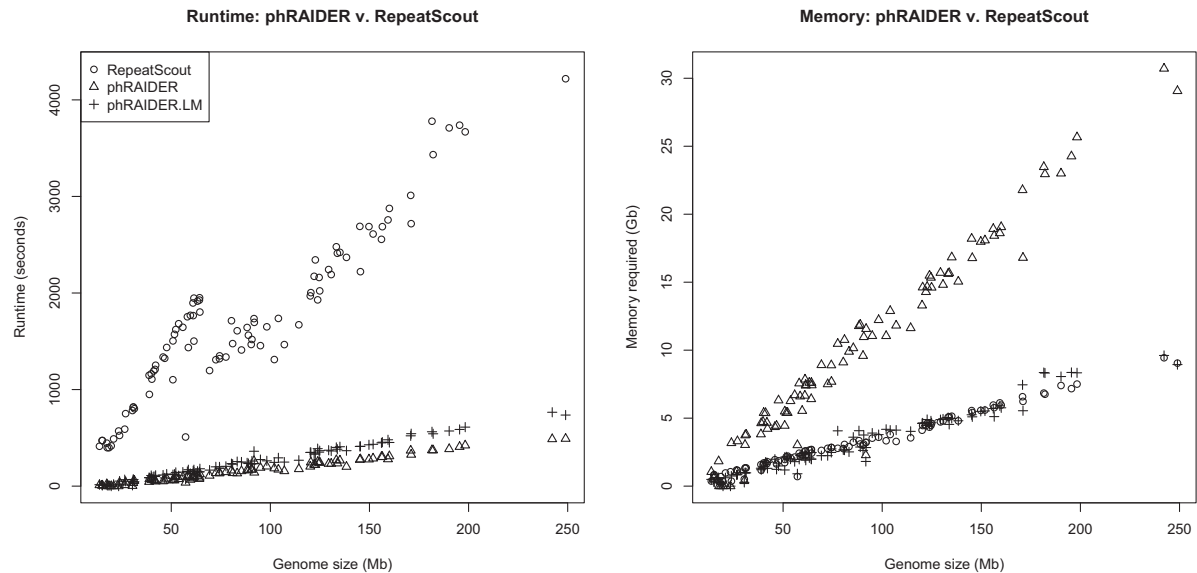 Runtime: phRAIDER v. RepeatScout
RepeatScout
phRAIDER
phRAIDER.LM
Runtime (seconds)
4000
3000
2000
1000
0
50
100
150
200
250
Genome size (Mb)
Memory: phRAIDER v. RepeatScout
Memory required (Gb)
30
25
20
15
10
5
0
50
100
150
200
250
Genome size (Mb)